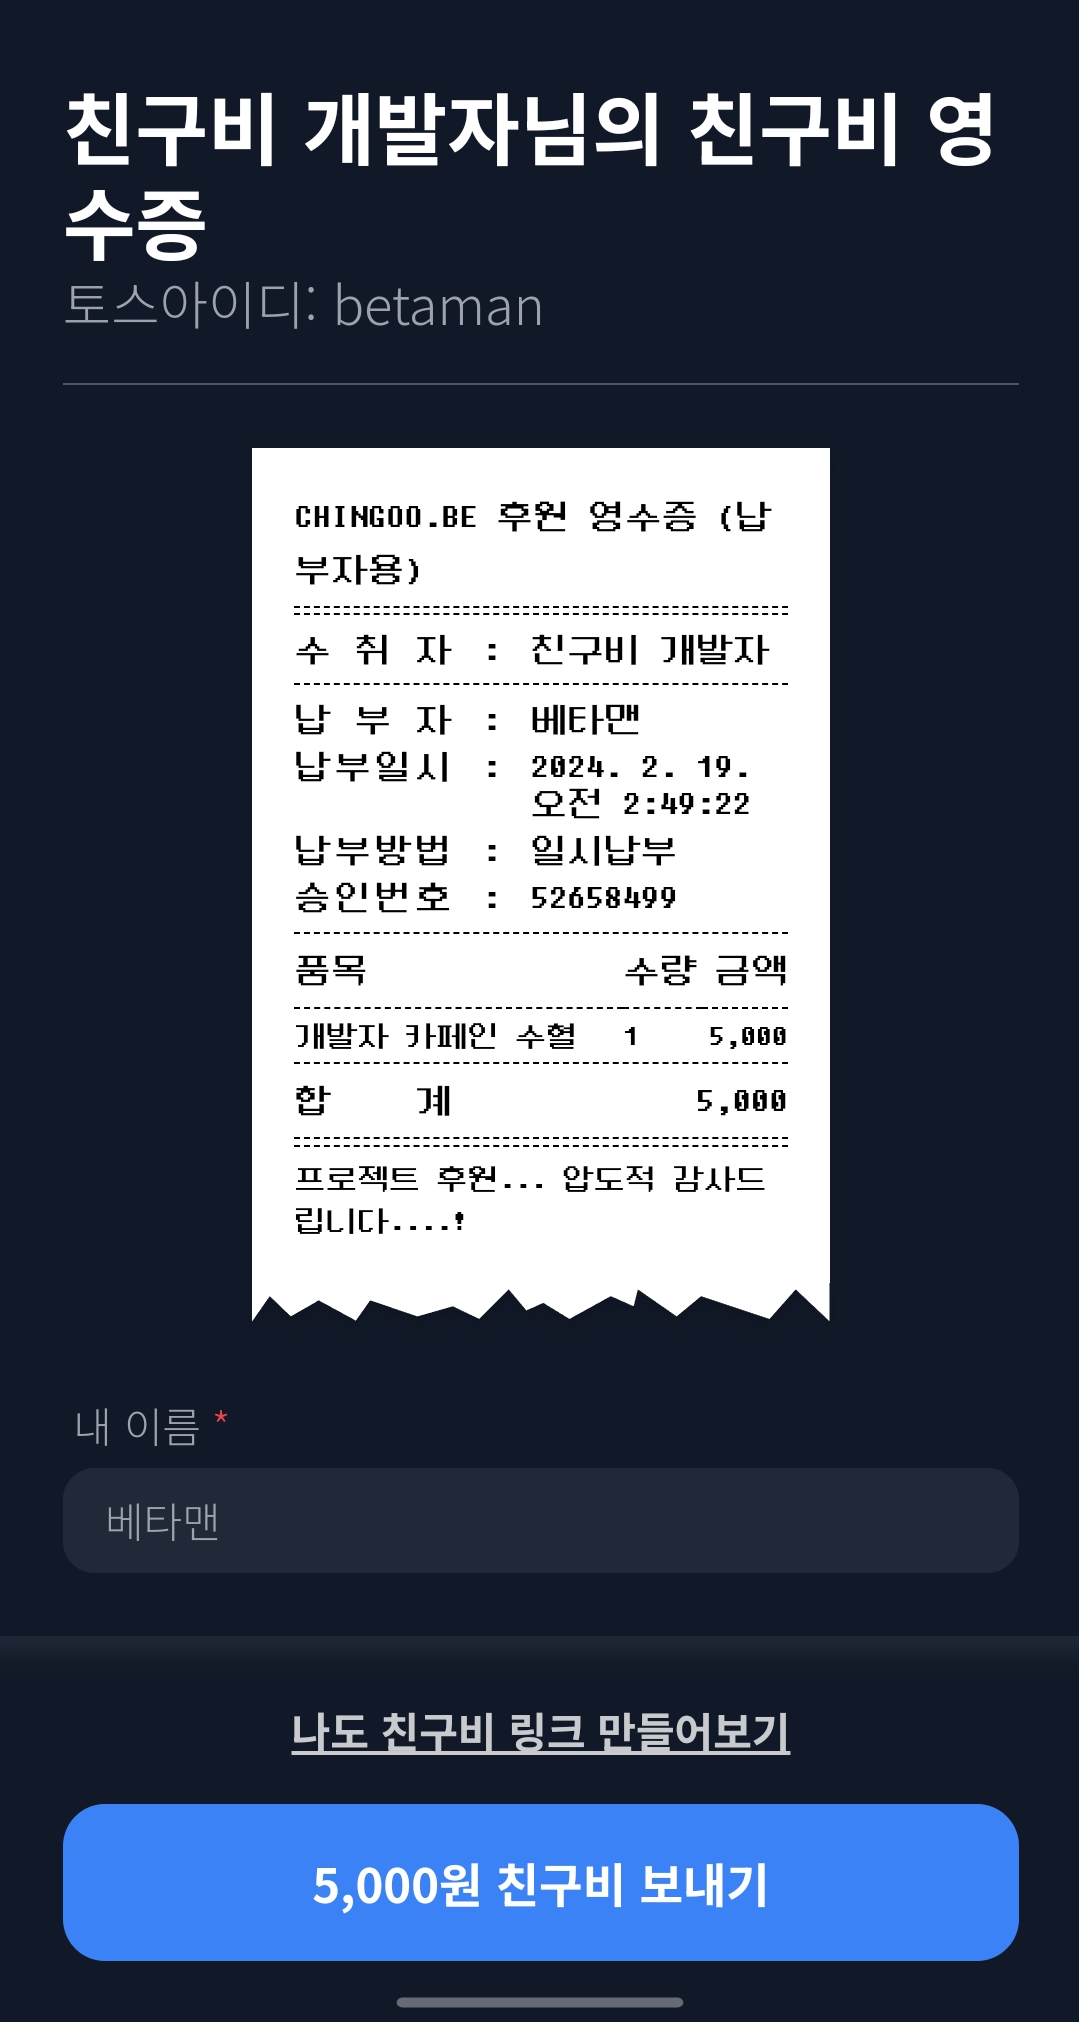 친구비 개발자님의 친구비 영
수증
토스아이디: betaman
CHINGOO.BE 후원 영수증 (납
부자용)
수 취 자 : 친구비 개발자
납 부 자 : 베타맨
납부일시 : 2024. 2. 19.
오전 2:49:22
납부방법 : 일시납부
승인번호 : 52658499
품목 수량 금액
개발자 카페인 수혈 1 5,000
합 계 5,000
프로젝트 후원... 압도적 감사드
립니다....!
내 이름 *
베타맨
나도 친구비 링크 만들어보기
5,000원 친구비 보내기